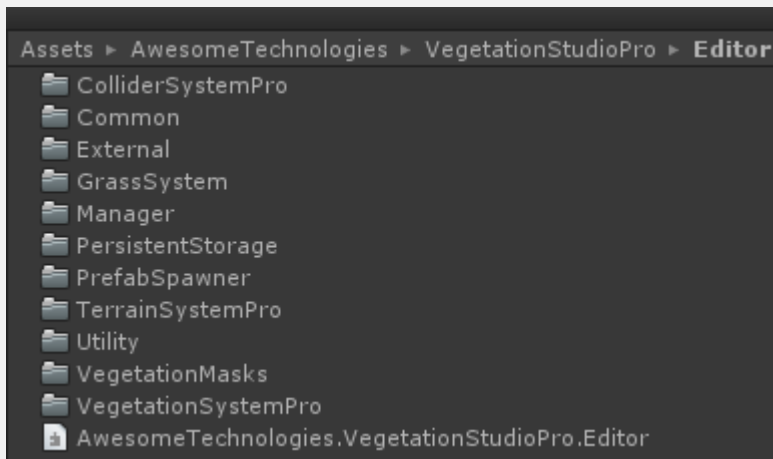 Assets ▸ AwesomeTechnologies ▸ VegetationStudioPro ▸ Editor
ColliderSystemPro
Common
External
GrassSystem
Manager
PersistentStorage
PrefabSpawner
TerrainSystemPro
Utility
VegetationMasks
VegetationSystemPro
AwesomeTechnologies.VegetationStudioPro.Editor